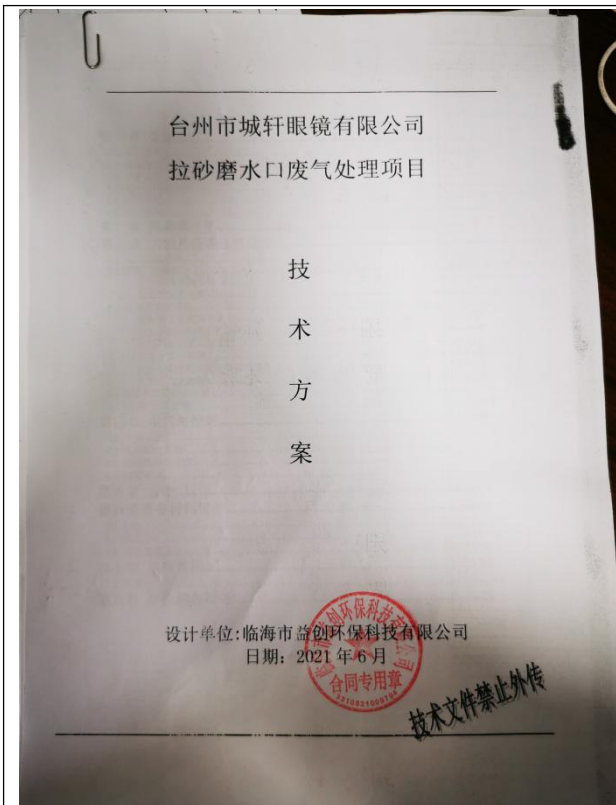 台州市城轩眼镜有限公司
拉砂磨水口废气处理项目
技
术
方
案
设计单位:临海市益创环保科技有限公司
日期：2021年6月
合同专用章
技术文件禁止外传